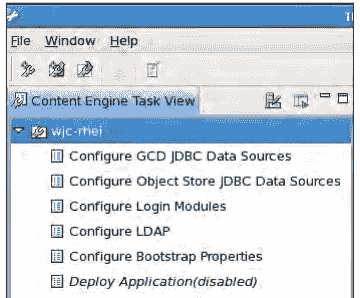 File Window Help
Content Engine Task View
wjc-rhel
Configure GCD JDBC Data Sources
Configure Object Store JDBC Data Sources
Configure Login Modules
Configure LDAP
Configure Bootstrap Properties
Deploy Application(disabled)